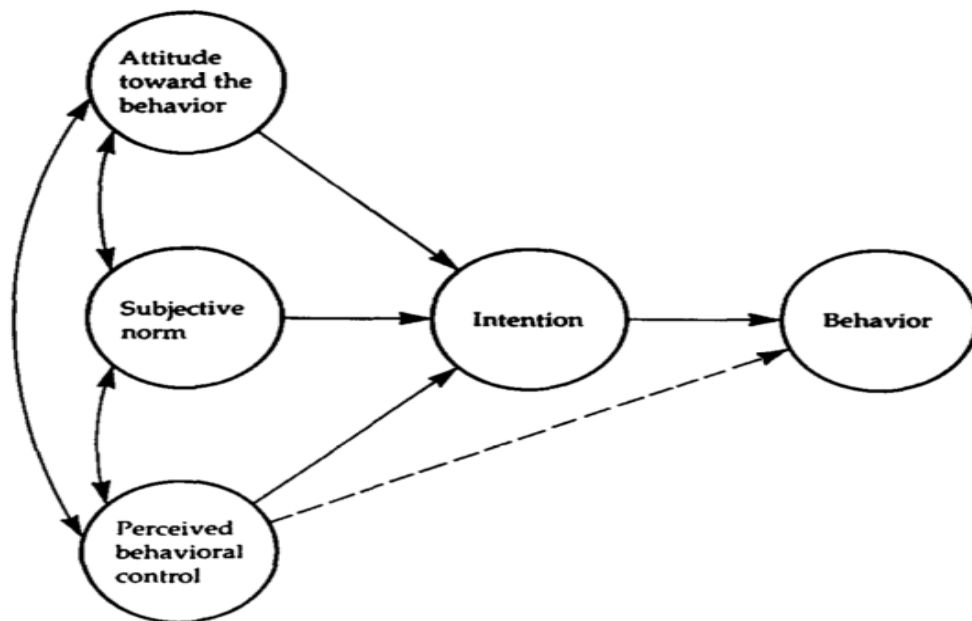 Attitude
toward the
behavior
Subjective
norm
Intention
Behavior
Perceived
behavioral
control